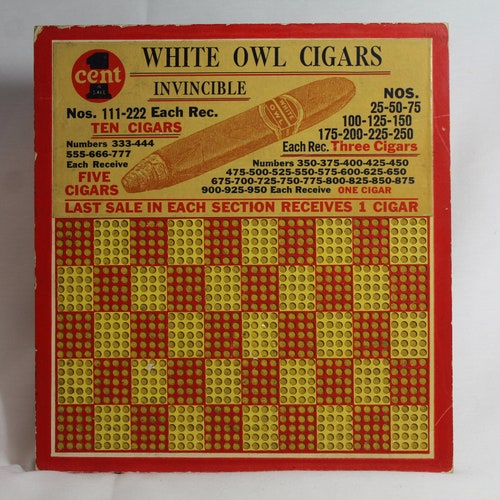 1
cent
SALE
WHITE OWL CIGARS
INVINCIBLE
Nos. 111-222 Each Rec.
TEN CIGARS
Numbers 333-444
555-666-777
Each Receive
FIVE
CIGARS
WHITE
OWL
NOS.
25-50-75
100-125-150
175-200-225-250
Each Rec. Three Cigars
Numbers 350-375-400-425-450
475-500-525-550-575-600-625-650
675-700-725-750-775-800-825-850-875
900-925-950 Each Receive ONE CIGAR
LAST SALE IN EACH SECTION RECEIVES 1 CIGAR